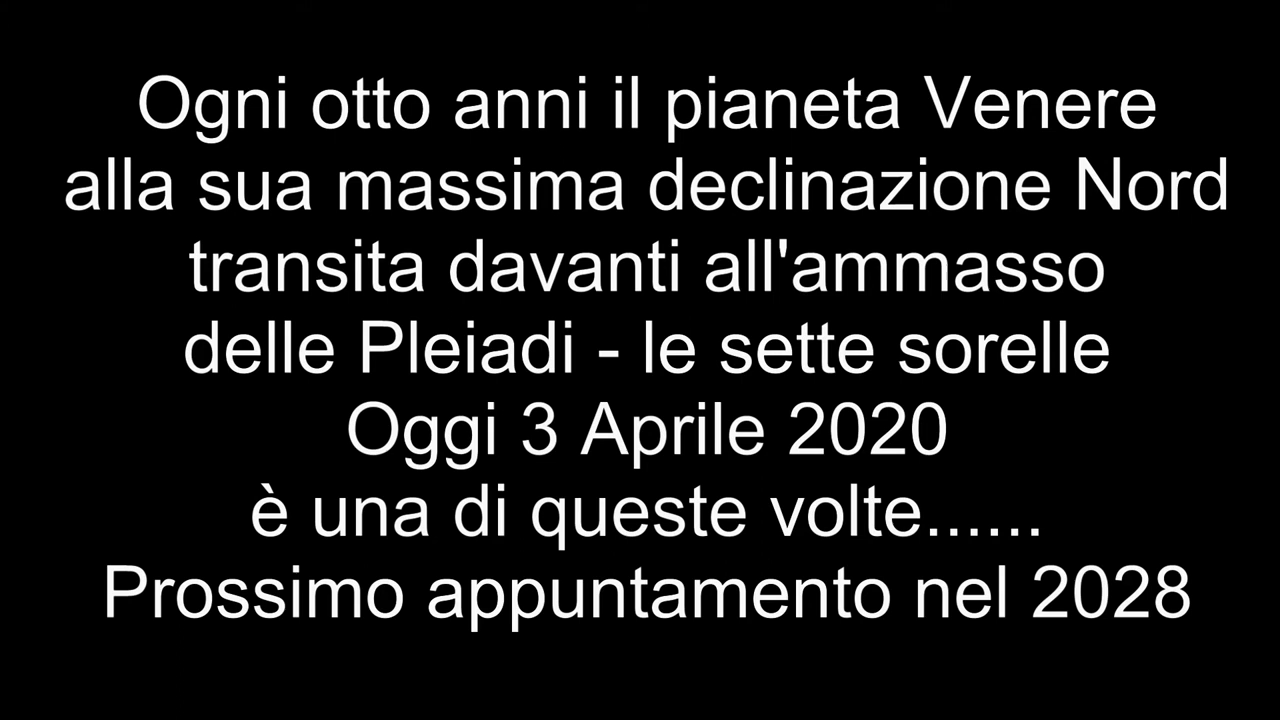 Ogni otto anni il pianeta Venere
alla sua massima declinazione Nord
transita davanti all'ammasso
delle Pleiadi - le sette sorelle
Oggi 3 Aprile 2020
è una di queste volte......
Prossimo appuntamento nel 2028